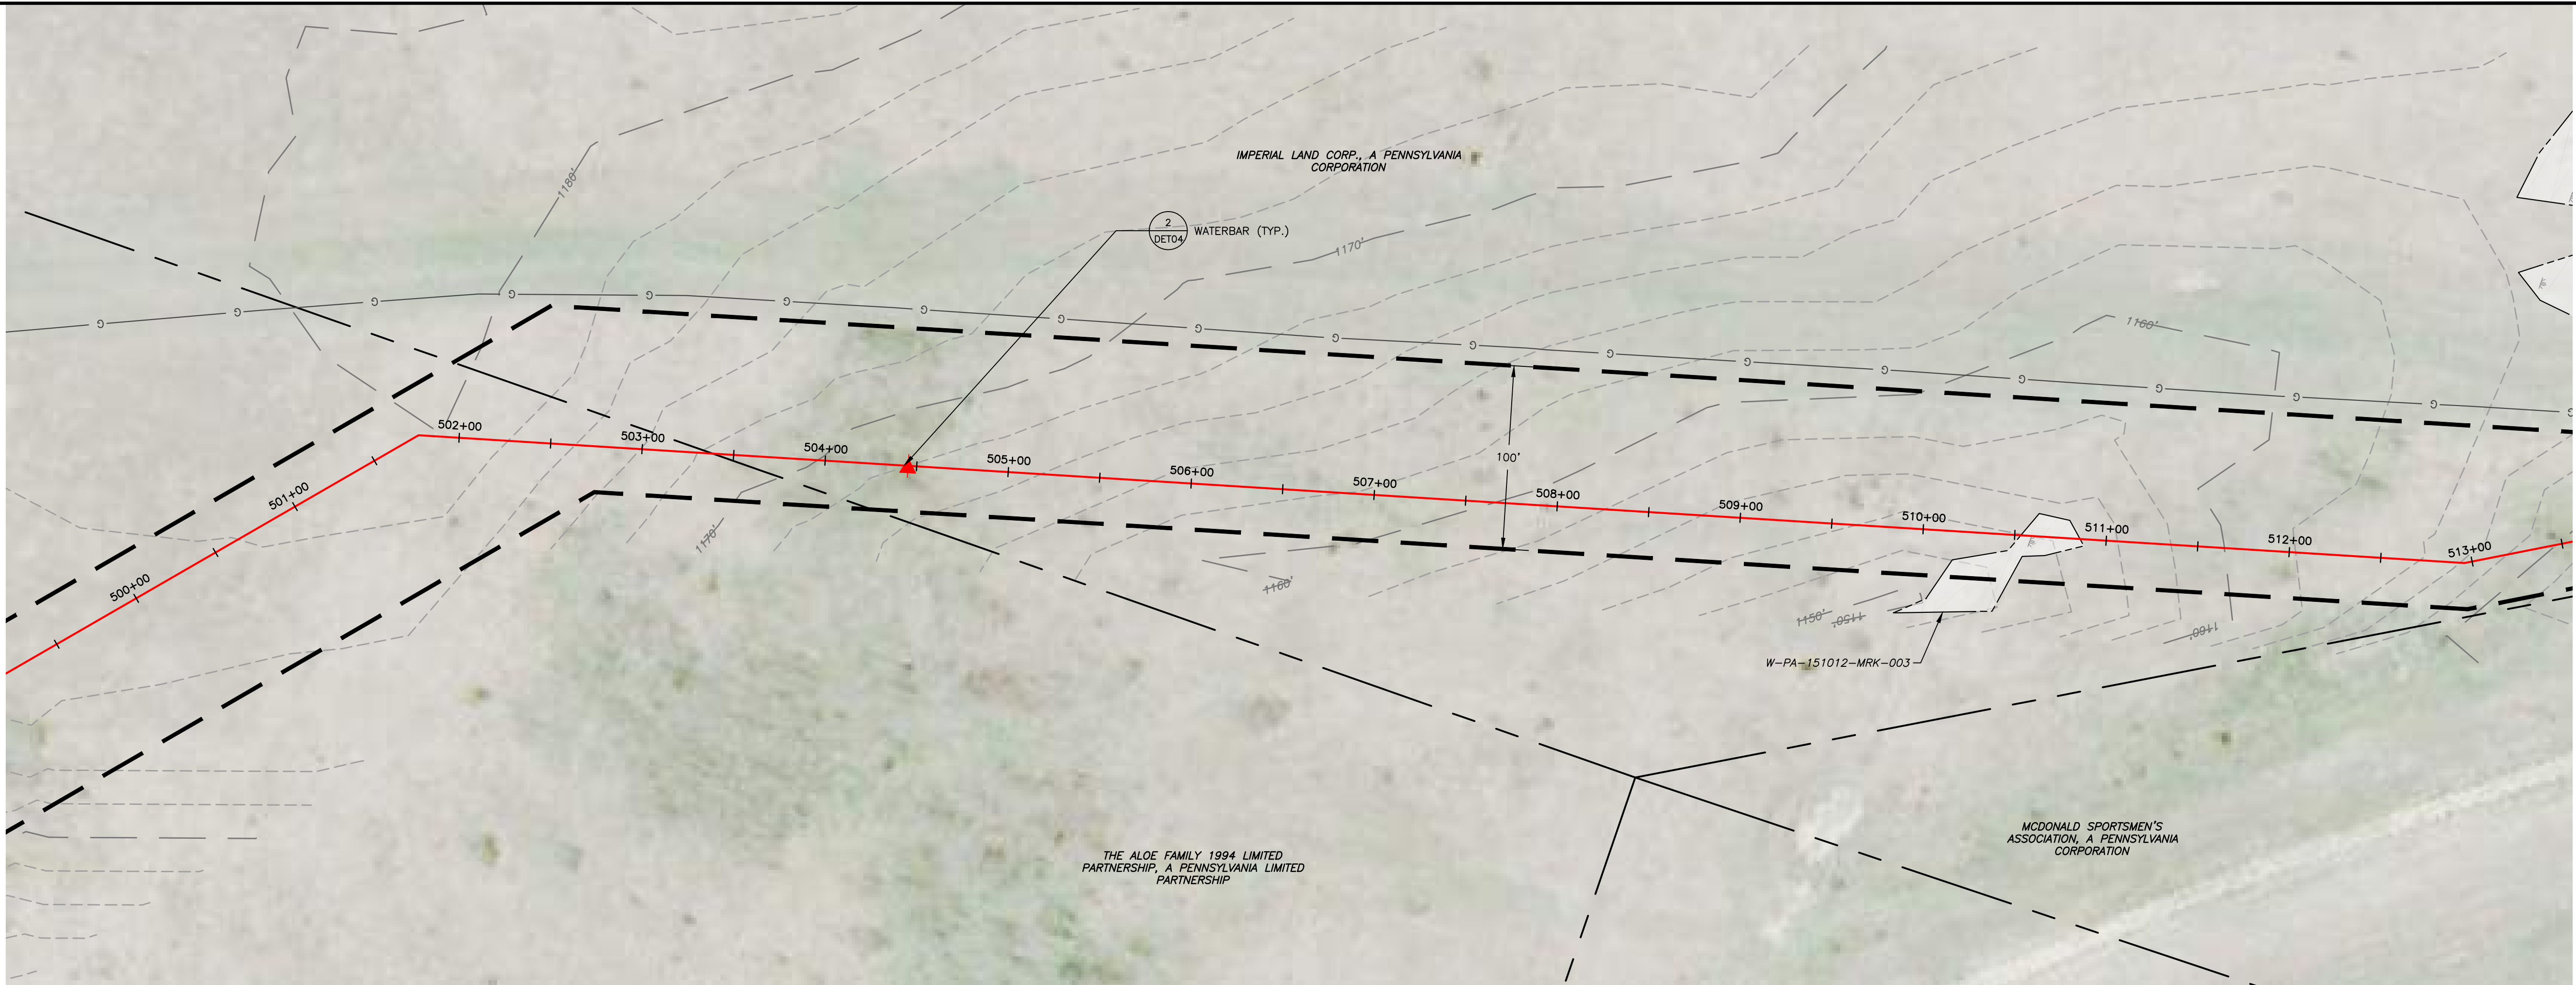 IMPERIAL LAND CORP., A PENNSYLVANIA
CORPORATION
1180'
2
DET04
WATERBAR (TYP.)
1170'
G G G G G G G G G G G G G G G G G G G
1160'
500+00
501+00
502+00
503+00
504+00
505+00
506+00
507+00
508+00
509+00
510+00
511+00
512+00
513+00
100'
1170'
1160'
1150'
1150'
1160'
W-PA-151012-MRK-003
THE ALOE FAMILY 1994 LIMITED
PARTNERSHIP, A PENNSYLVANIA LIMITED
PARTNERSHIP
MCDONALD SPORTSMEN'S
ASSOCIATION, A PENNSYLVANIA
CORPORATION